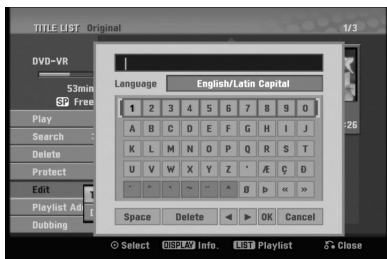 TITLE LIST Original 1/3
DVD-VR
Language English/Latin Capital
53min
SP Free
1 2 3 4 5 6 7 8 9 0
Play
A B C D E F G H I J
:26
Search
K L M N O P Q R S T
Delete
Protect
U V W X Y Z · Æ Ç Ð
Edit
Ø Þ « »
Playlist
Space Delete ◄ ► OK Cancel
Dubbing
Select DISPLAY Info. LIST Playlist Close